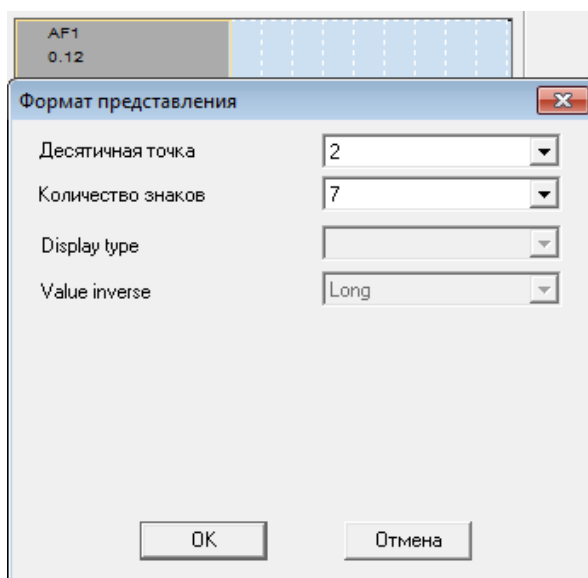 AF1
0.12
Формат представления
Десятичная точка 2
Количество знаков 7
Display type
Value inverse Long
OK Отмена